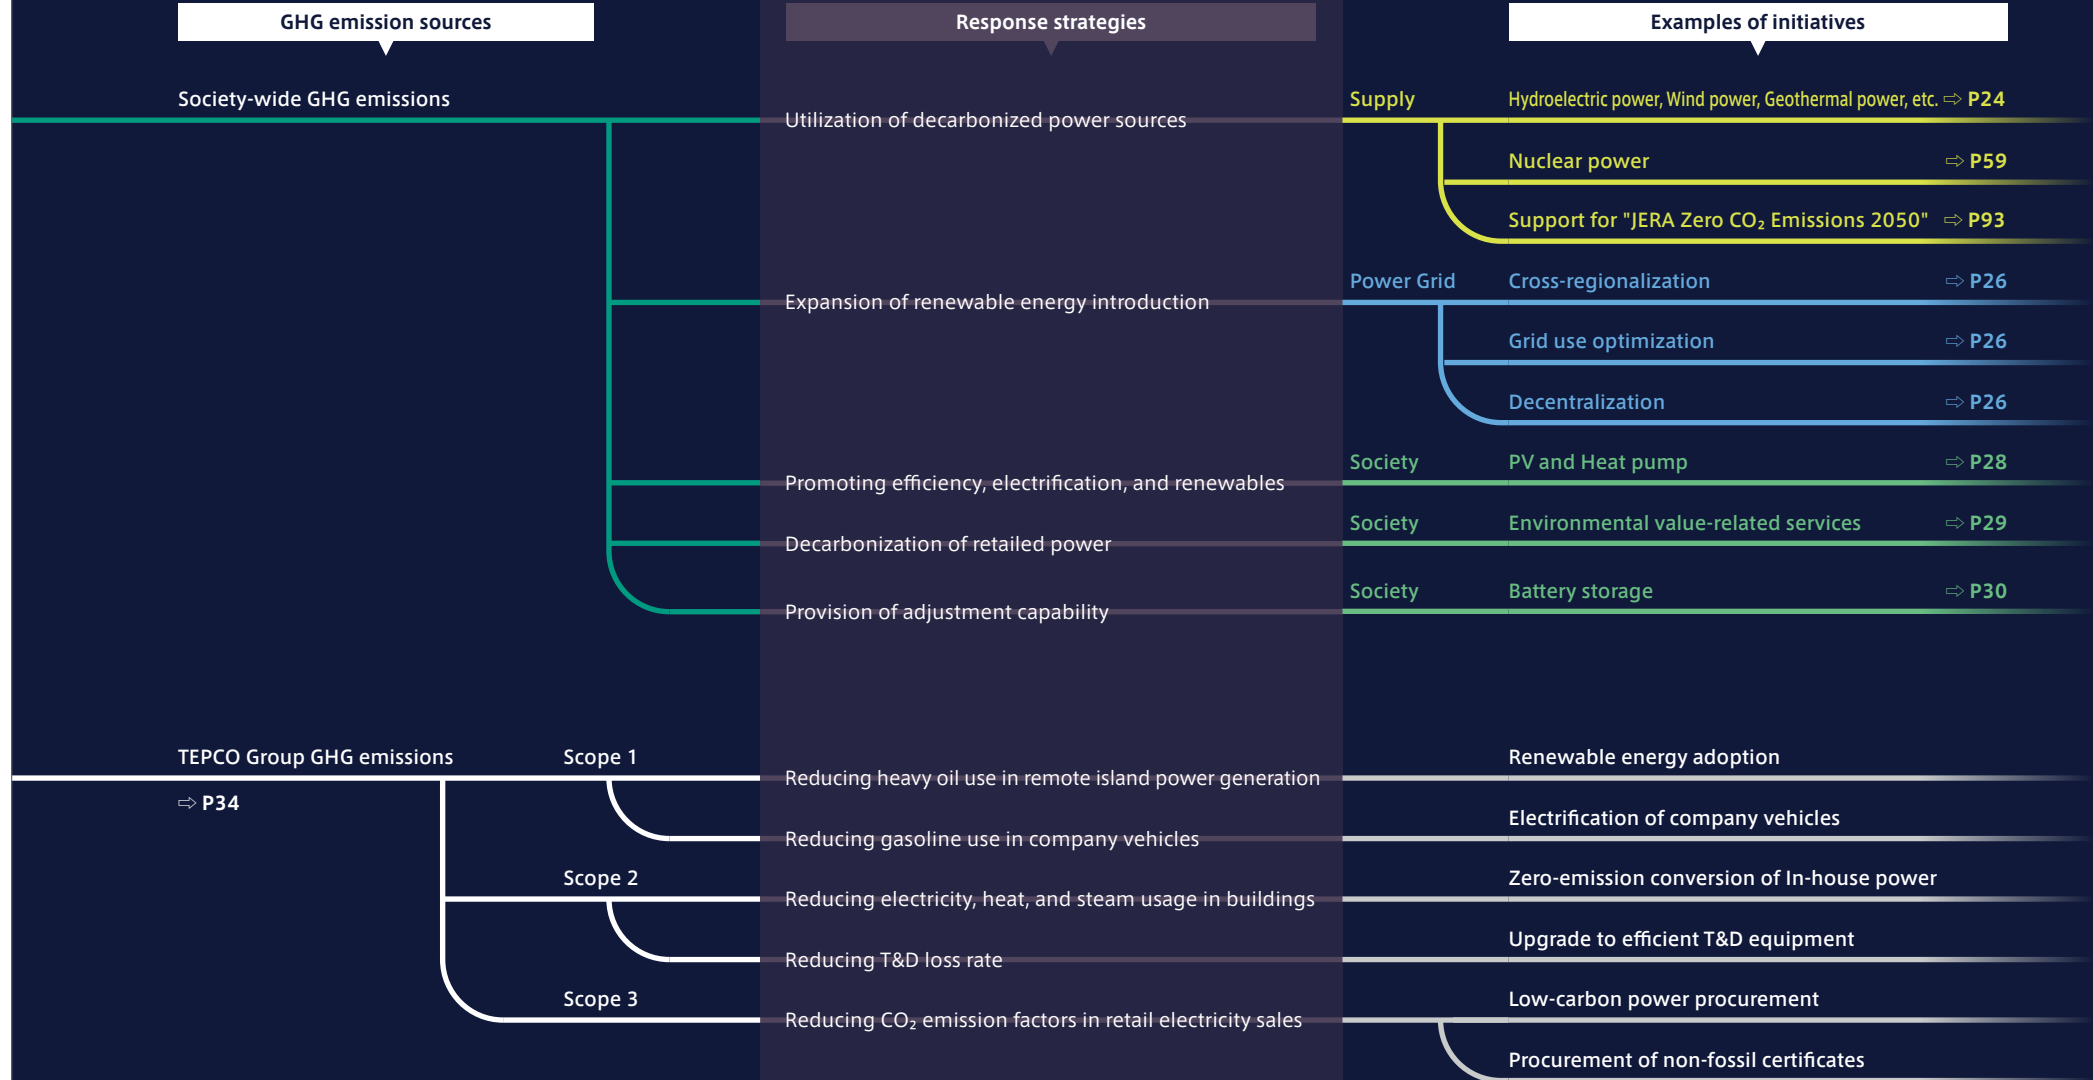 GHG emission sources
Response strategies
Examples of initiatives
Society-wide GHG emissions
Utilization of decarbonized power sources
Supply
Hydroelectric power, Wind power, Geothermal power, etc. ⇨ P24
Nuclear power ⇨ P59
Support for "JERA Zero CO₂ Emissions 2050" ⇨ P93
Expansion of renewable energy introduction
Power Grid
Cross-regionalization ⇨ P26
Grid use optimization ⇨ P26
Decentralization ⇨ P26
Promoting efficiency, electrification, and renewables
Society
PV and Heat pump ⇨ P28
Decarbonization of retailed power
Society
Environmental value-related services ⇨ P29
Provision of adjustment capability
Society
Battery storage ⇨ P30
TEPCO Group GHG emissions
⇨ P34
Scope 1
Reducing heavy oil use in remote island power generation
Renewable energy adoption
Reducing gasoline use in company vehicles
Electrification of company vehicles
Scope 2
Reducing electricity, heat, and steam usage in buildings
Zero-emission conversion of In-house power
Reducing T&D loss rate
Upgrade to efficient T&D equipment
Scope 3
Reducing CO₂ emission factors in retail electricity sales
Low-carbon power procurement
Procurement of non-fossil certificates